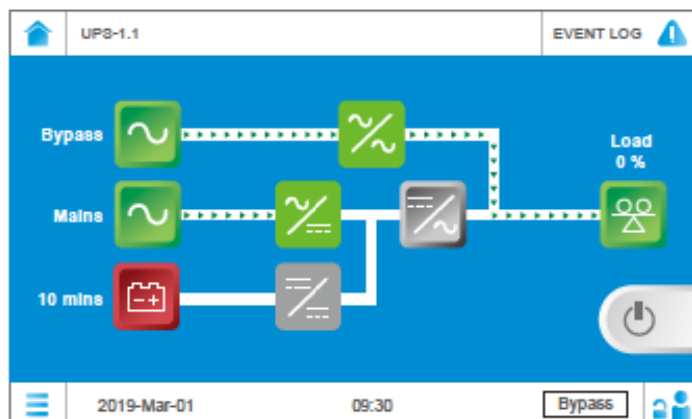 UPS-1.1
EVENT LOG
Bypass
Load
0 %
Mains
10 mins
2019-Mar-01
09:30
Bypass